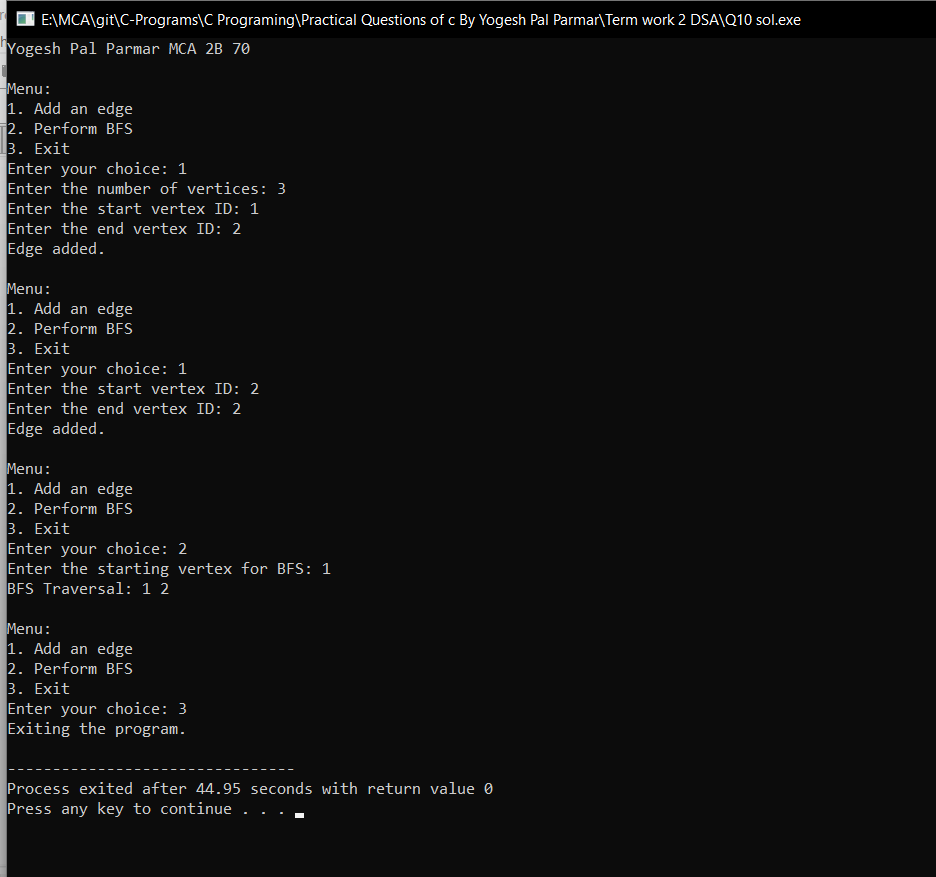 E:\MCA\git\C-Programs\C Programing\Practical Questions of c By Yogesh Pal Parmar\Term work 2 DSA\Q10 sol.exe
Yogesh Pal Parmar MCA 2B 70
Menu:
1. Add an edge
2. Perform BFS
3. Exit
Enter your choice: 1
Enter the number of vertices: 3
Enter the start vertex ID: 1
Enter the end vertex ID: 2
Edge added.
Menu:
1. Add an edge
2. Perform BFS
3. Exit
Enter your choice: 1
Enter the start vertex ID: 2
Enter the end vertex ID: 2
Edge added.
Menu:
1. Add an edge
2. Perform BFS
3. Exit
Enter your choice: 2
Enter the starting vertex for BFS: 1
BFS Traversal: 1 2
Menu:
1. Add an edge
2. Perform BFS
3. Exit
Enter your choice: 3
Exiting the program.
--------------------------------
Process exited after 44.95 seconds with return value 0
Press any key to continue . . .